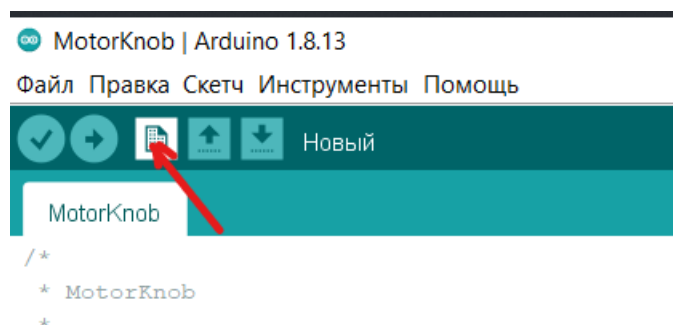 MotorKnob | Arduino 1.8.13
Файл Правка Скетч Инструменты Помощь
Новый
MotorKnob
/*
* MotorKnob
*